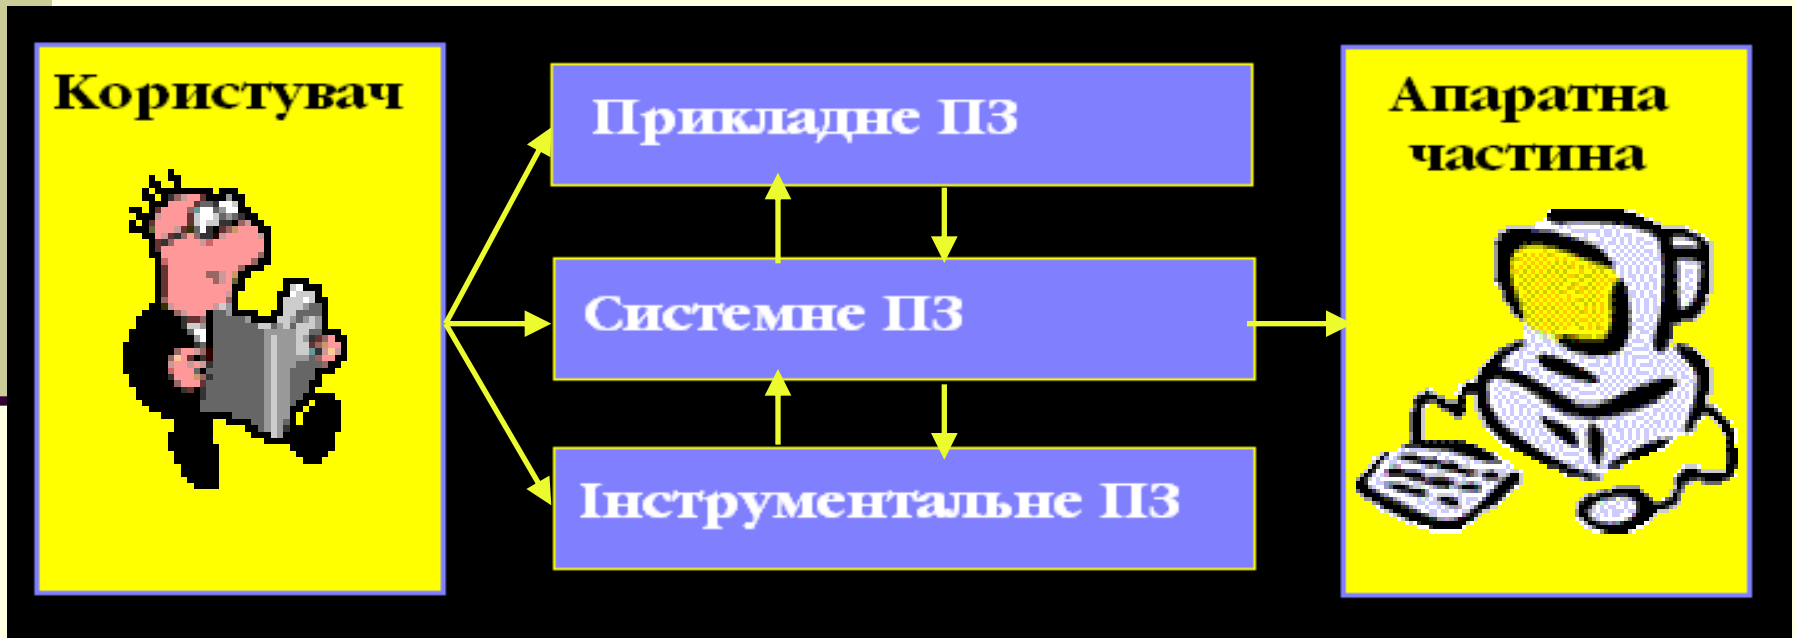 Користувач
Прикладне ПЗ
Системне ПЗ
Інструментальне ПЗ
Апаратна
частина